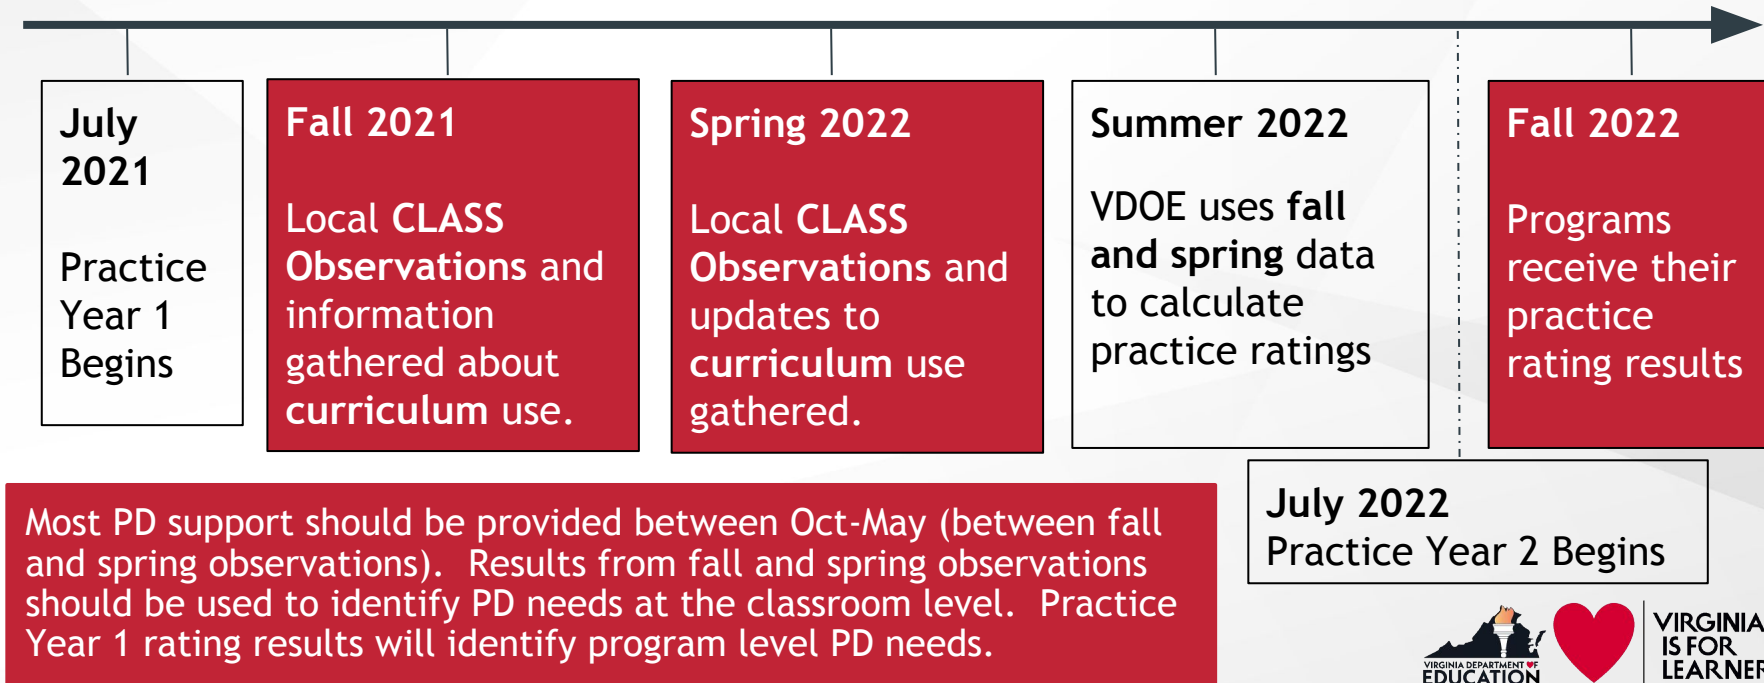 July
2021
Practice
Year 1
Begins
Fall 2021
Local CLASS
Observations and
information
gathered about
curriculum use.
Spring 2022
Local CLASS
Observations and
updates to
curriculum use
gathered.
Summer 2022
VDOE uses fall
and spring data
to calculate
practice ratings
Fall 2022
Programs
receive their
practice
rating results
July 2022
Practice Year 2 Begins
Most PD support should be provided between Oct-May (between fall
and spring observations). Results from fall and spring observations
should be used to identify PD needs at the classroom level. Practice
Year 1 rating results will identify program level PD needs.
VIRGINIA DEPARTMENT OF
EDUCATION
VIRGINIA
IS FOR
LEARNER